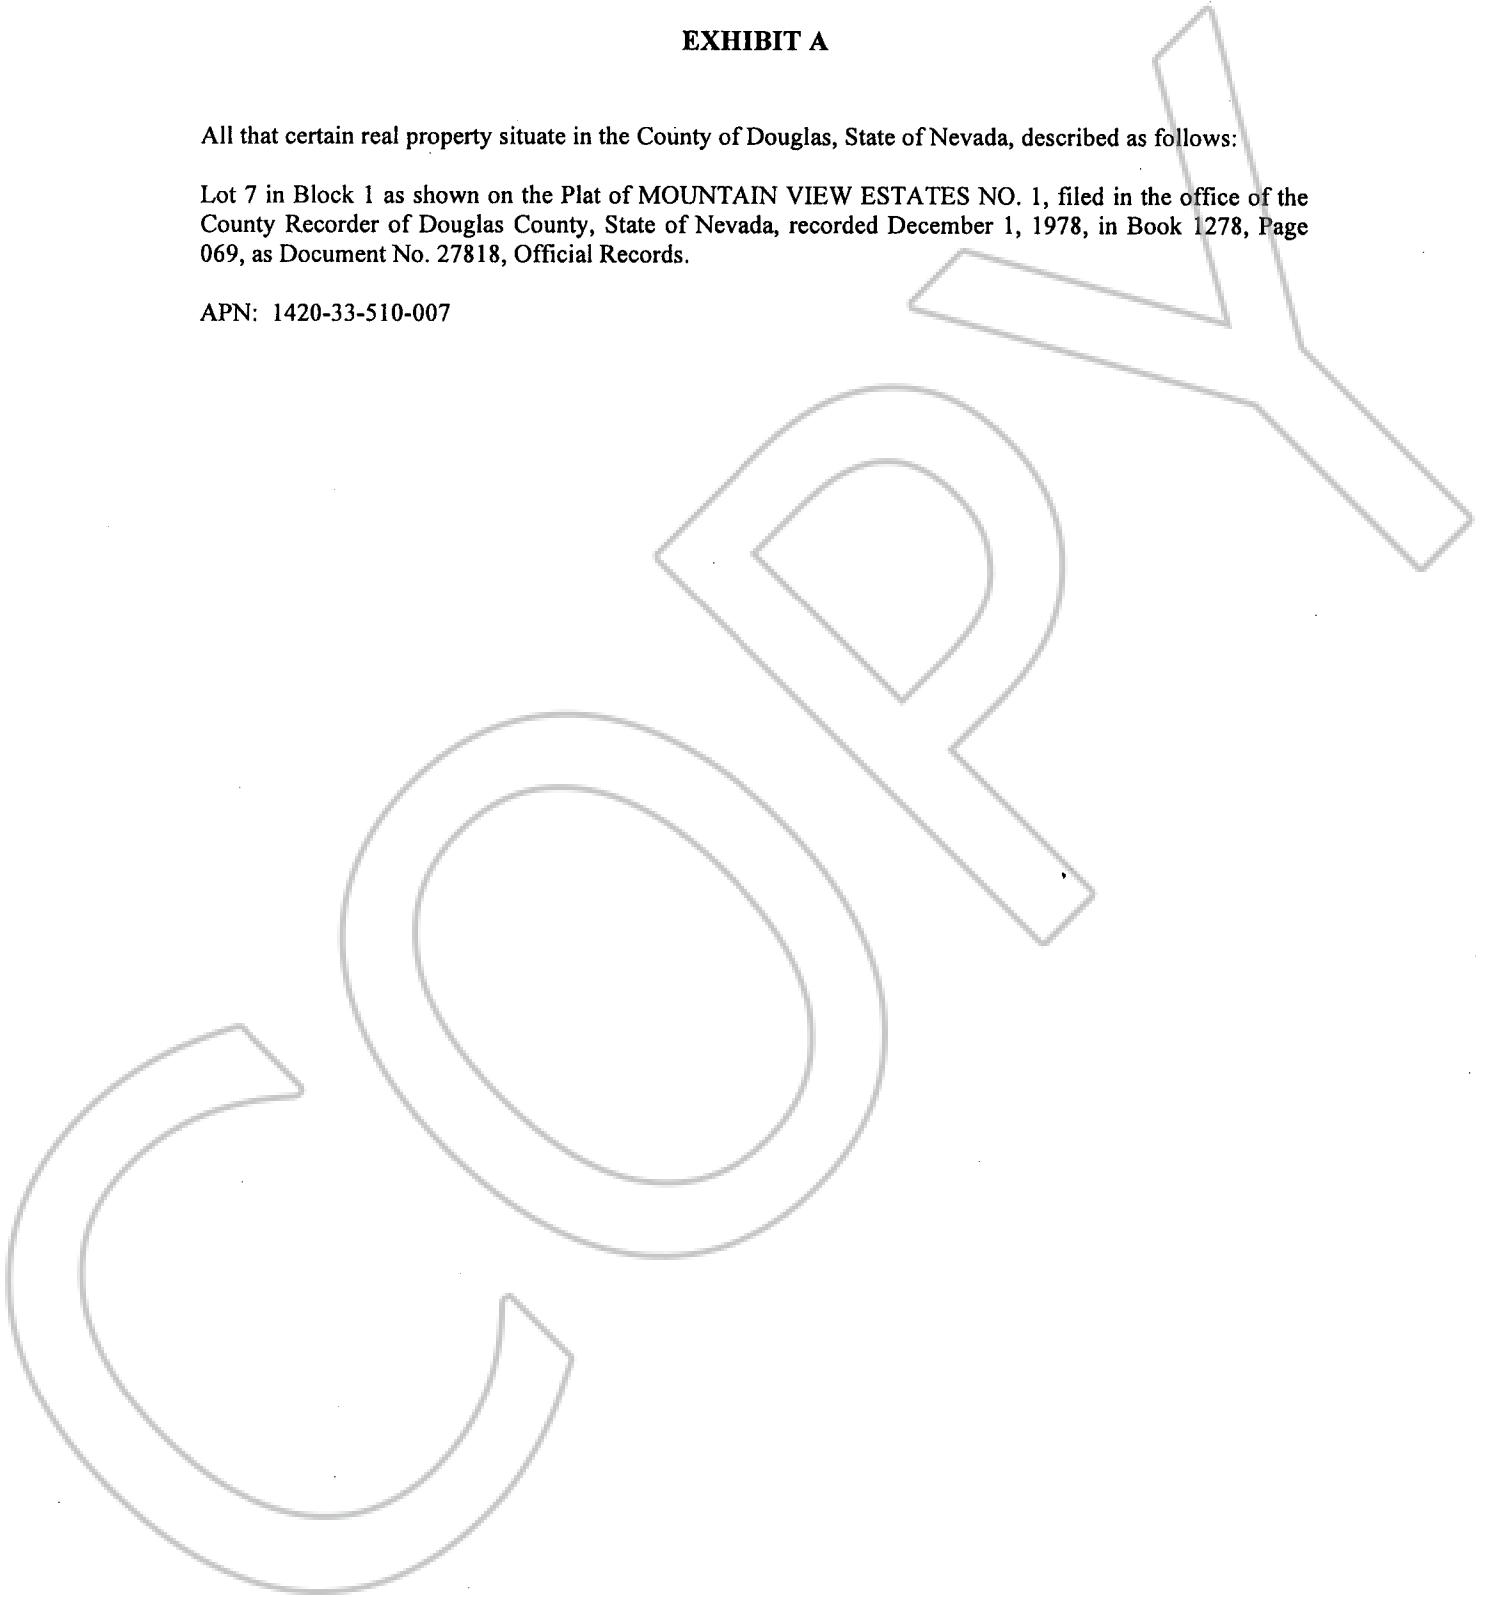 EXHIBIT A
All that certain real property situate in the County of Douglas, State of Nevada, described as follows:
Lot 7 in Block 1 as shown on the Plat of MOUNTAIN VIEW ESTATES NO. 1, filed in the office of the
County Recorder of Douglas County, State of Nevada, recorded December 1, 1978, in Book 1278, Page
069, as Document No. 27818, Official Records.
APN: 1420-33-510-007
COPY